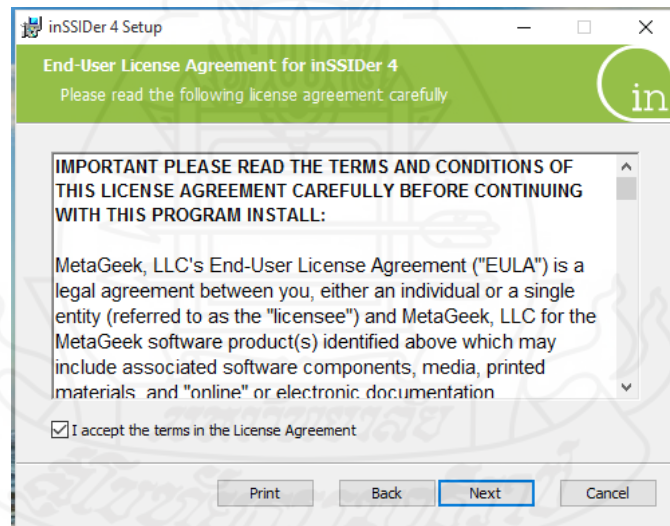 inSSIDer 4 Setup
End-User License Agreement for inSSIDer 4
Please read the following license agreement carefully
in
IMPORTANT PLEASE READ THE TERMS AND CONDITIONS OF
THIS LICENSE AGREEMENT CAREFULLY BEFORE CONTINUING
WITH THIS PROGRAM INSTALL:
MetaGeek, LLC's End-User License Agreement ("EULA") is a
legal agreement between you, either an individual or a single
entity (referred to as the "licensee") and MetaGeek, LLC for the
MetaGeek software product(s) identified above which may
include associated software components, media, printed
materials, and "online" or electronic documentation
I accept the terms in the License Agreement
Print Back Next Cancel